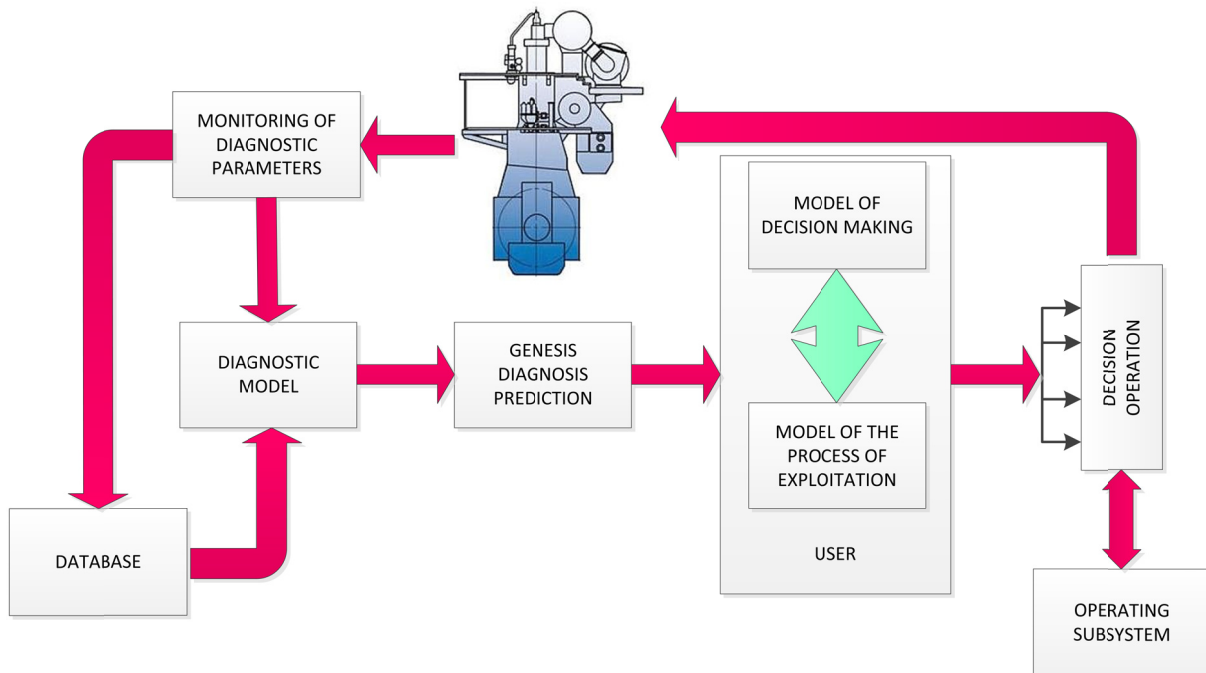 MONITORING OF
DIAGNOSTIC
PARAMETERS
MODEL OF
DECISION MAKING
DIAGNOSTIC
MODEL
GENESIS
DIAGNOSIS
PREDICTION
MODEL OF THE
PROCESS OF
EXPLOITATION
USER
DECISION
OPERATION
DATABASE
OPERATING
SUBSYSTEM